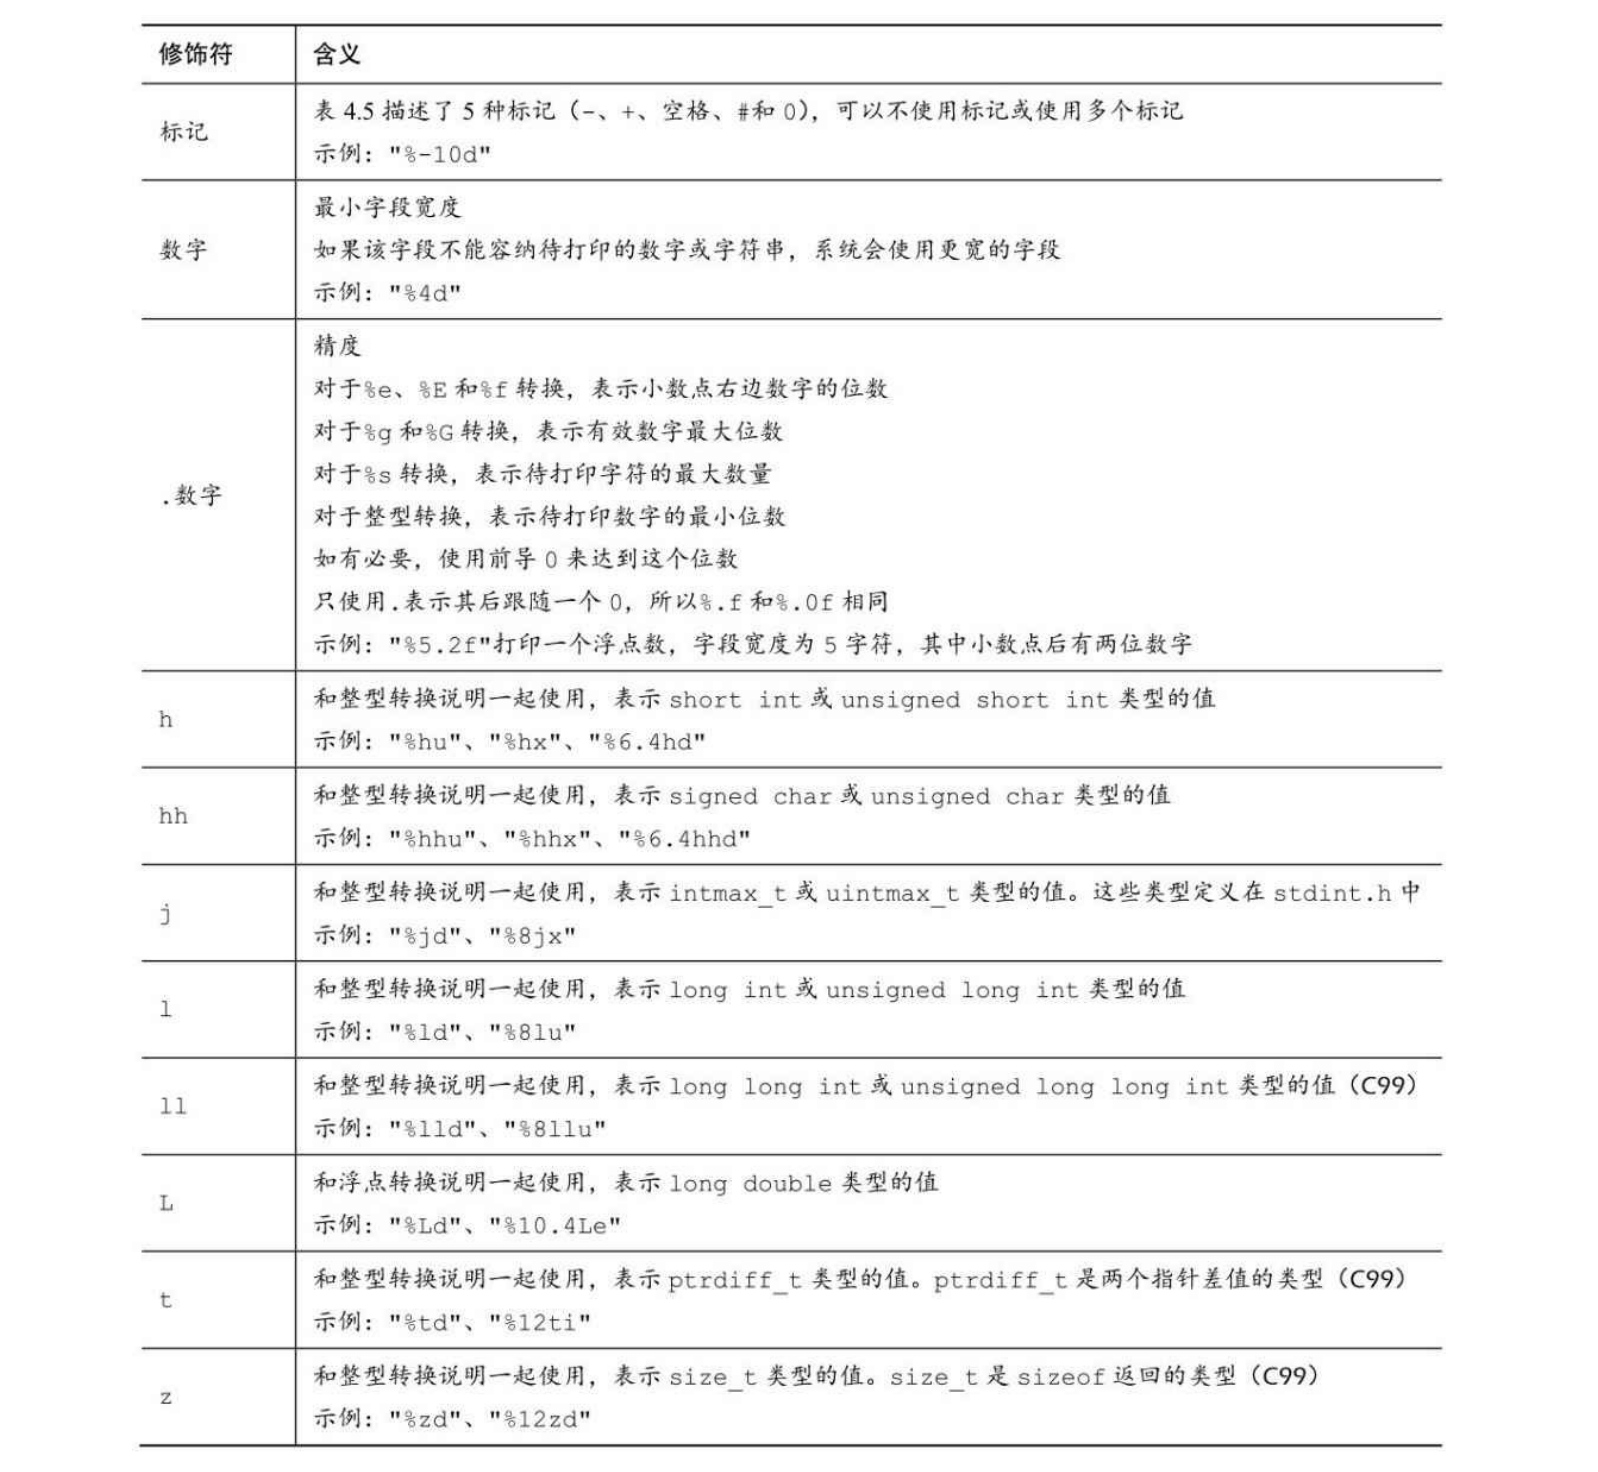 修饰符 含义
标记
表 4.5 描述了 5 种标记（-、+、空格、#和 0），可以不使用标记或使用多个标记
示例："%-10d"
数字
最小字段宽度
如果该字段不能容纳待打印的数字或字符串，系统会使用更宽的字段
示例："%4d"
.数字
精度
对于%e、%E 和%f 转换，表示小数点右边数字的位数
对于%g 和%G 转换，表示有效数字最大位数
对于%s 转换，表示待打印字符的最大数量
对于整型转换，表示待打印数字的最小位数
如有必要，使用前导 0 来达到这个位数
只使用.表示其后跟随一个 0，所以%.f 和%.0f 相同
示例："%5.2f"打印一个浮点数，字段宽度为 5 字符，其中小数点后有两位数字
h
和整型转换说明一起使用，表示 short int 或 unsigned short int 类型的值
示例："%hu"、"%hx"、"%6.4hd"
hh
和整型转换说明一起使用，表示 signed char 或 unsigned char 类型的值
示例："%hhu"、"%hhx"、"%6.4hhd"
j
和整型转换说明一起使用，表示 intmax_t 或 uintmax_t 类型的值。这些类型定义在 stdint.h 中
示例："%jd"、"%8jx"
l
和整型转换说明一起使用，表示 long int 或 unsigned long int 类型的值
示例："%ld"、"%8lu"
ll
和整型转换说明一起使用，表示 long long int 或 unsigned long long int 类型的值（C99）
示例："%lld"、"%8llu"
L
和浮点转换说明一起使用，表示 long double 类型的值
示例："%Ld"、"%10.4Le"
t
和整型转换说明一起使用，表示 ptrdiff_t 类型的值。ptrdiff_t 是两个指针差值的类型（C99）
示例："%td"、"%12ti"
z
和整型转换说明一起使用，表示 size_t 类型的值。size_t 是 sizeof 返回的类型（C99）
示例："%zd"、"%12zd"